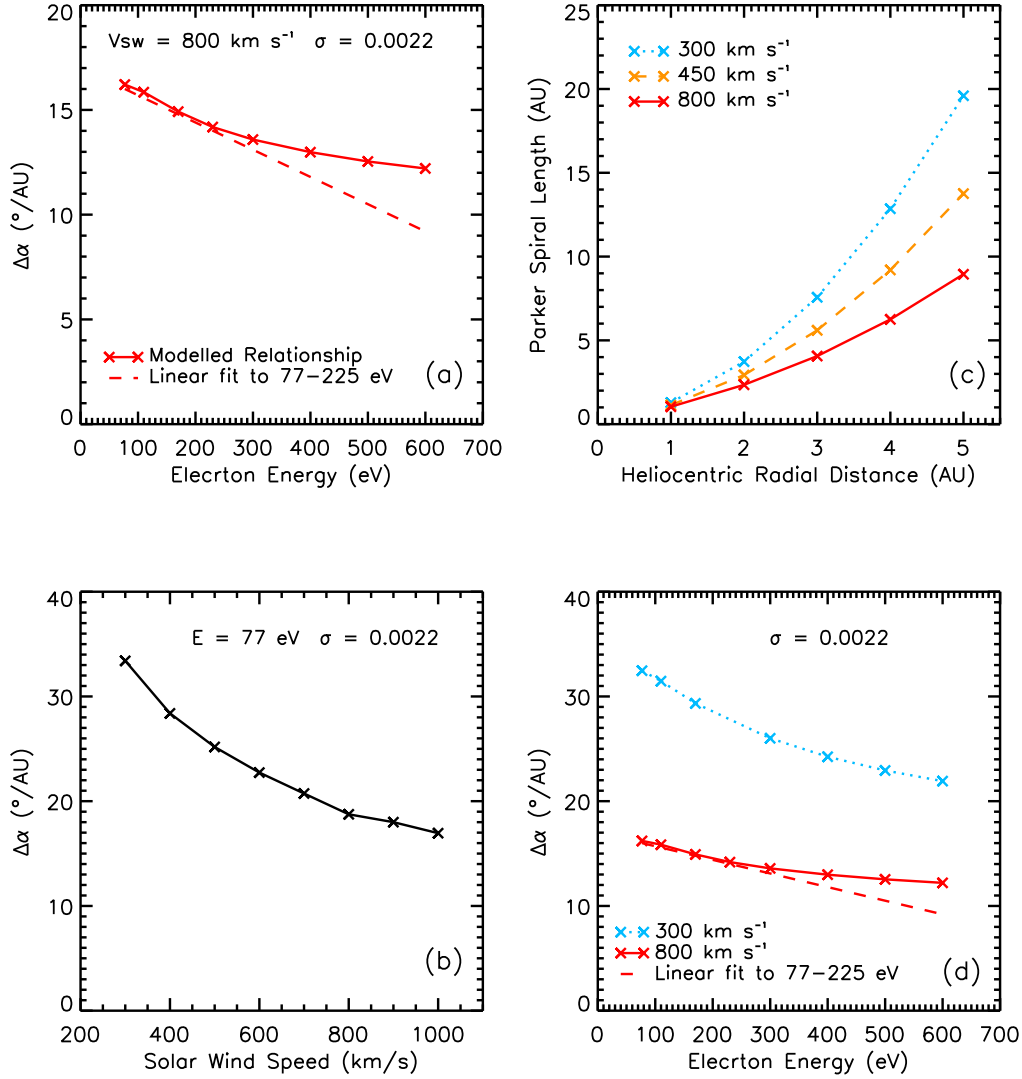 Vsw = 800 km s⁻¹ σ = 0.0022
20
15
10
5
0
Δα (°/AU)
Modelled Relationship
Linear fit to 77−225 eV
(a)
0 100 200 300 400 500 600 700
Elecrton Energy (eV)
300 km s⁻¹
450 km s⁻¹
800 km s⁻¹
25
20
15
10
5
0
Parker Spiral Length (AU)
(c)
0 1 2 3 4 5
Heliocentric Radial Distance (AU)
E = 77 eV σ = 0.0022
40
30
20
10
0
Δα (°/AU)
(b)
200 400 600 800 1000
Solar Wind Speed (km/s)
σ = 0.0022
40
30
20
10
0
Δα (°/AU)
300 km s⁻¹
800 km s⁻¹
Linear fit to 77−225 eV
(d)
0 100 200 300 400 500 600 700
Elecrton Energy (eV)